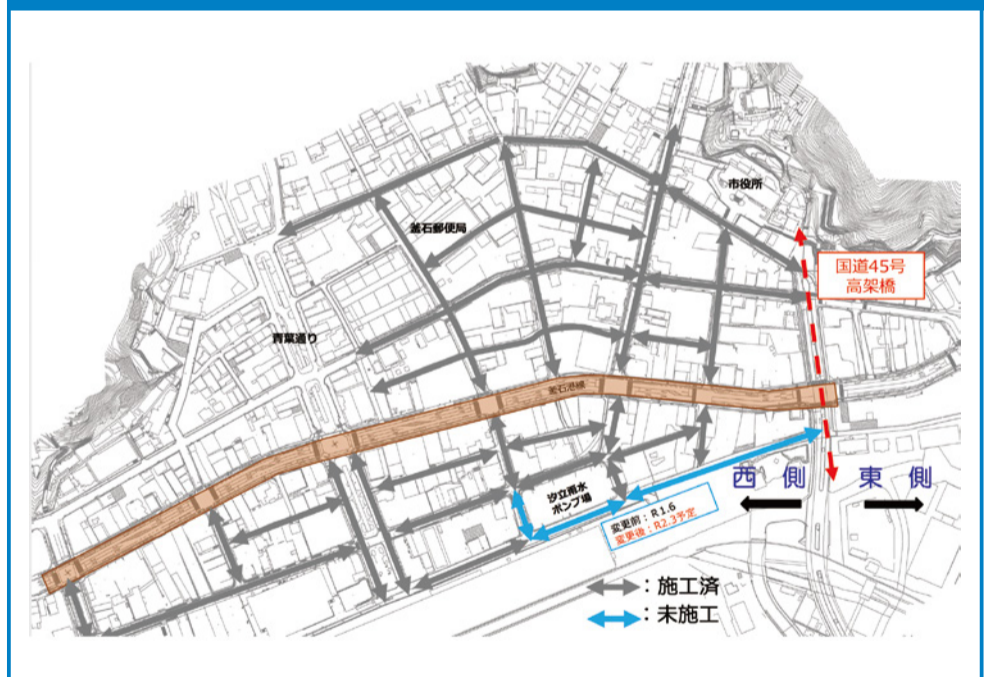 市役所
釜石郵便局
国道45号
高架橋
青葉通り
釜石港線
西 側
東 側
汐立雨水
ポンプ場
変更前：R1.6
変更後：R2.3予定
：施工済
：未施工